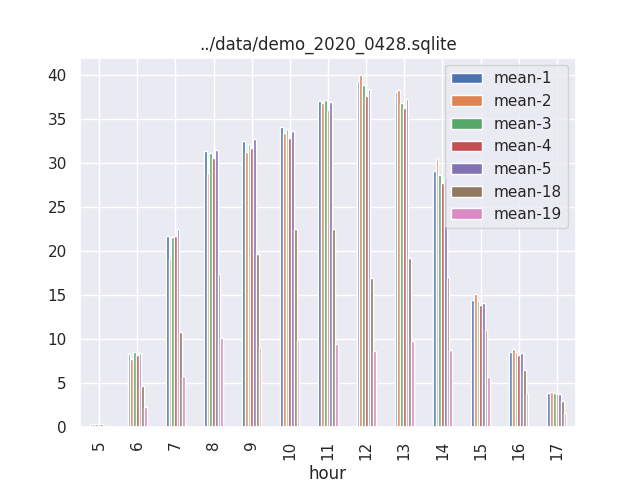 ../data/demo_2020_0428.sqlite
40
35
30
25
20
15
10
5
0
mean-1
mean-2
mean-3
mean-4
mean-5
mean-18
mean-19
5 6 7 8 9 10 11 12 13 14 15 16 17
hour